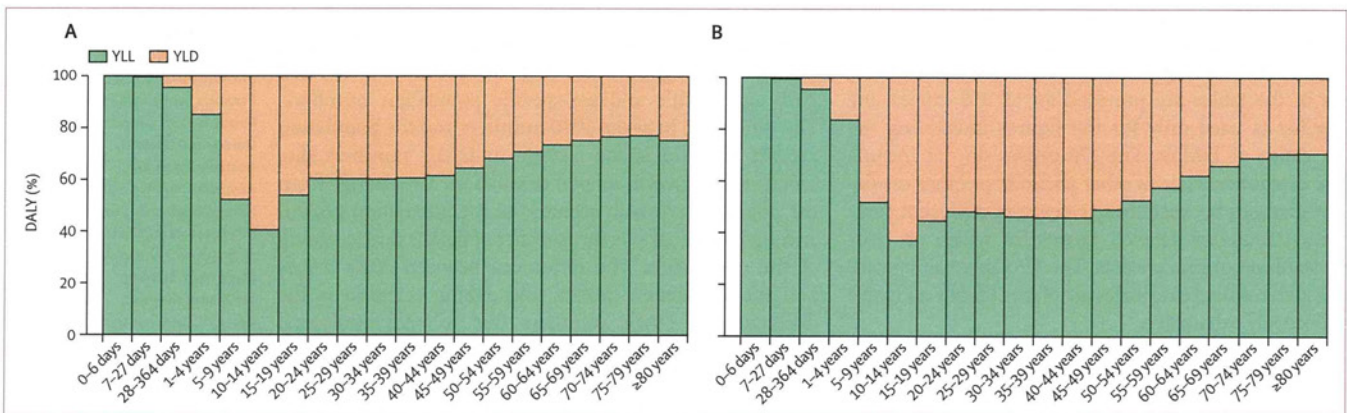 A
B
YLL YLD
100
80
60
40
20
0
DALY (%)
0–6 days
7–27 days
28–364 days
1–4 years
5–9 years
10–14 years
15–19 years
20–24 years
25–29 years
30–34 years
35–39 years
40–44 years
45–49 years
50–54 years
55–59 years
60–64 years
65–69 years
70–74 years
75–79 years
≥80 years
0–6 days
7–27 days
28–364 days
1–4 years
5–9 years
10–14 years
15–19 years
20–24 years
25–29 years
30–34 years
35–39 years
40–44 years
45–49 years
50–54 years
55–59 years
60–64 years
65–69 years
70–74 years
75–79 years
≥80 years